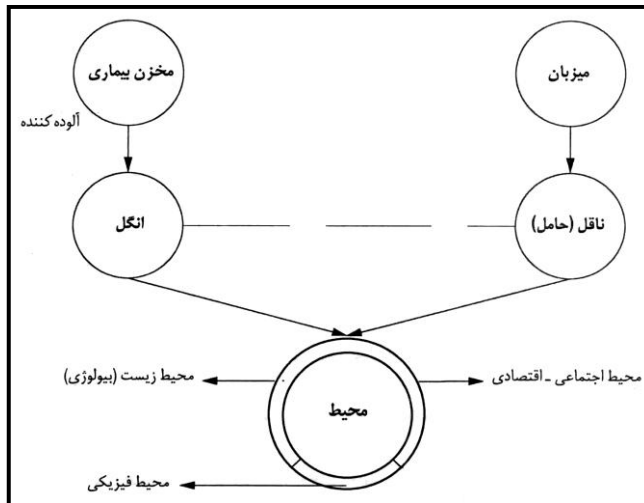 میزبان
مخزن بیماری
آلوده کننده
ناقل (حامل)
انگل
محیط اجتماعی ـ اقتصادی
محیط زیست (بیولوژی)
محیط
محیط فیزیکی